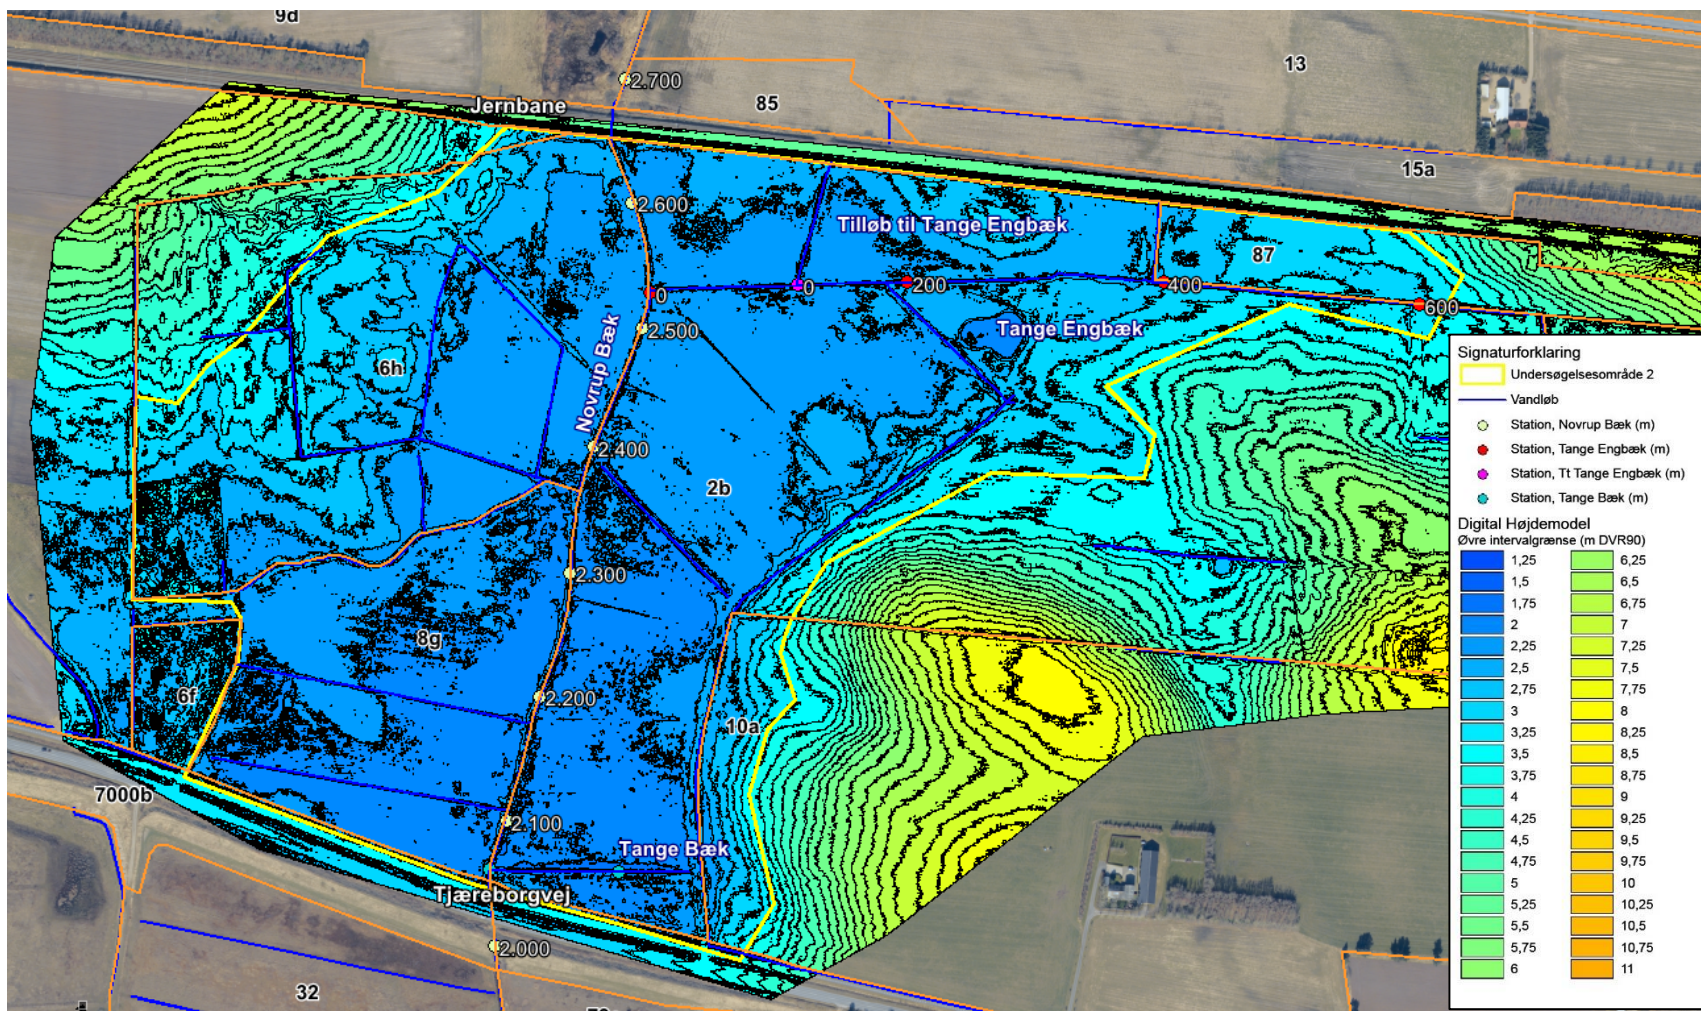 9d
13
2.700
85
Jernbane
15a
2.600
Tilløb til Tange Engbæk
87
0
0
200
400
600
2.500
Tange Engbæk
Novrup Bæk
6h
2.400
2b
2.300
8g
2.200
6f
10a
7000b
2.100
Tange Bæk
Tjæreborgvej
2.000
32
Signaturforklaring
Undersøgelsesområde 2
Vandløb
Station, Novrup Bæk (m)
Station, Tange Engbæk (m)
Station, Tt Tange Engbæk (m)
Station, Tange Bæk (m)
Digital Højdemodel
Øvre intervalgrænse (m DVR90)
1,25
1,5
1,75
2
2,25
2,5
2,75
3
3,25
3,5
3,75
4
4,25
4,5
4,75
5
5,25
5,5
5,75
6
6,25
6,5
6,75
7
7,25
7,5
7,75
8
8,25
8,5
8,75
9
9,25
9,5
9,75
10
10,25
10,5
10,75
11